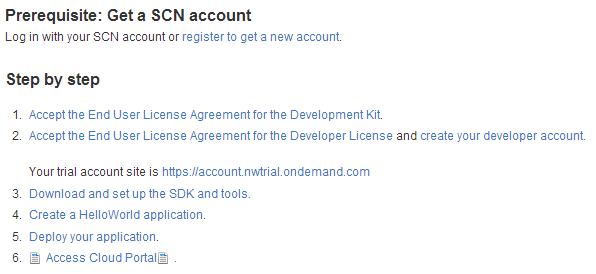 Prerequisite: Get a SCN account
Log in with your SCN account or register to get a new account.
Step by step
1. Accept the End User License Agreement for the Development Kit.
2. Accept the End User License Agreement for the Developer License and create your developer account.
Your trial account site is https://account.nwtrial.ondemand.com
3. Download and set up the SDK and tools.
4. Create a HelloWorld application.
5. Deploy your application.
6. Access Cloud Portal .